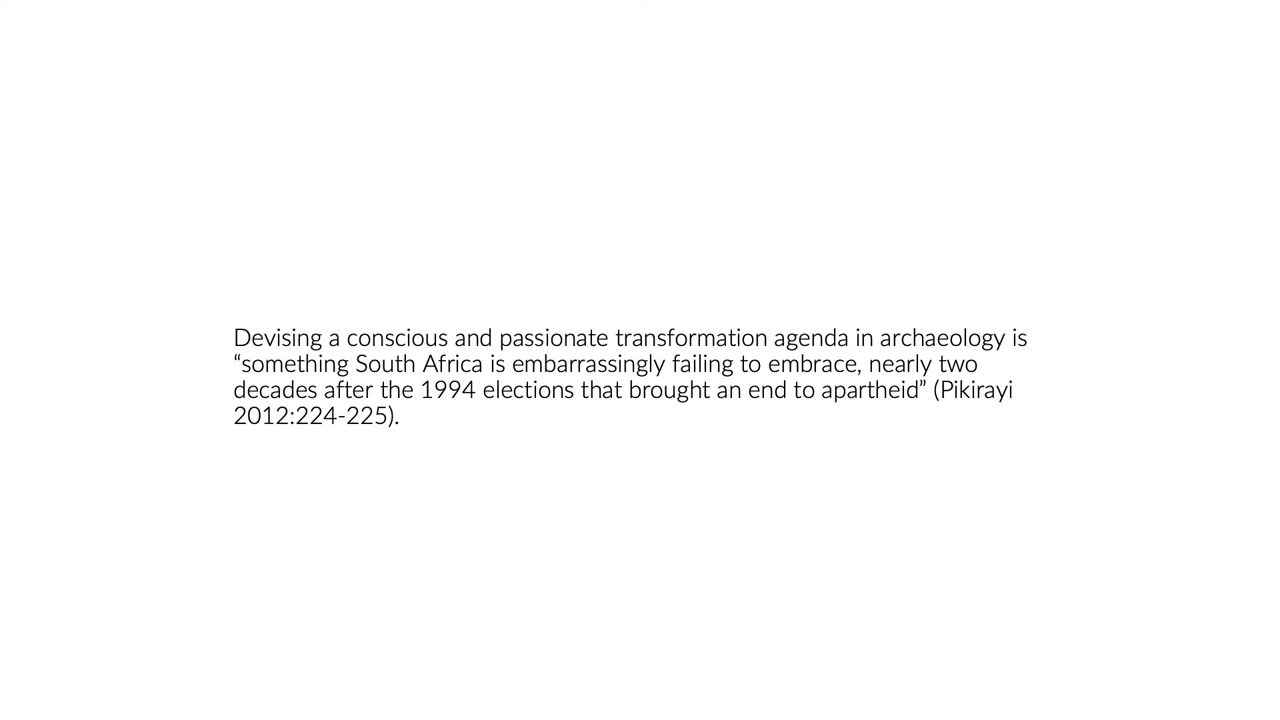 Devising a conscious and passionate transformation agenda in archaeology is
“something South Africa is embarrassingly failing to embrace, nearly two
decades after the 1994 elections that brought an end to apartheid” (Pikirayi
2012:224-225).